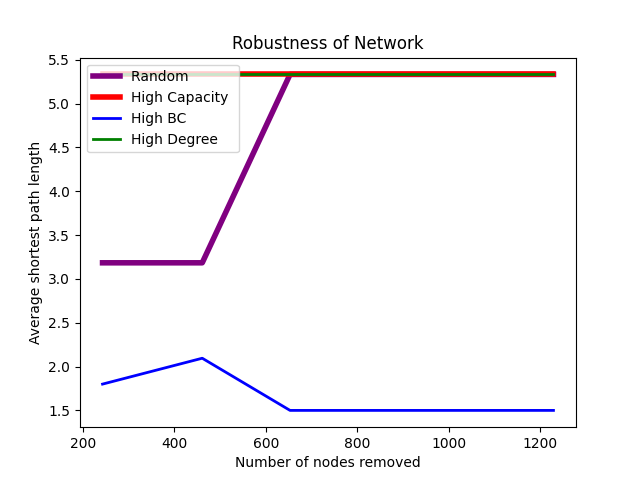 Robustness of Network
Average shortest path length
5.5
5.0
4.5
4.0
3.5
3.0
2.5
2.0
1.5
Random
High Capacity
High BC
High Degree
200 400 600 800 1000 1200
Number of nodes removed